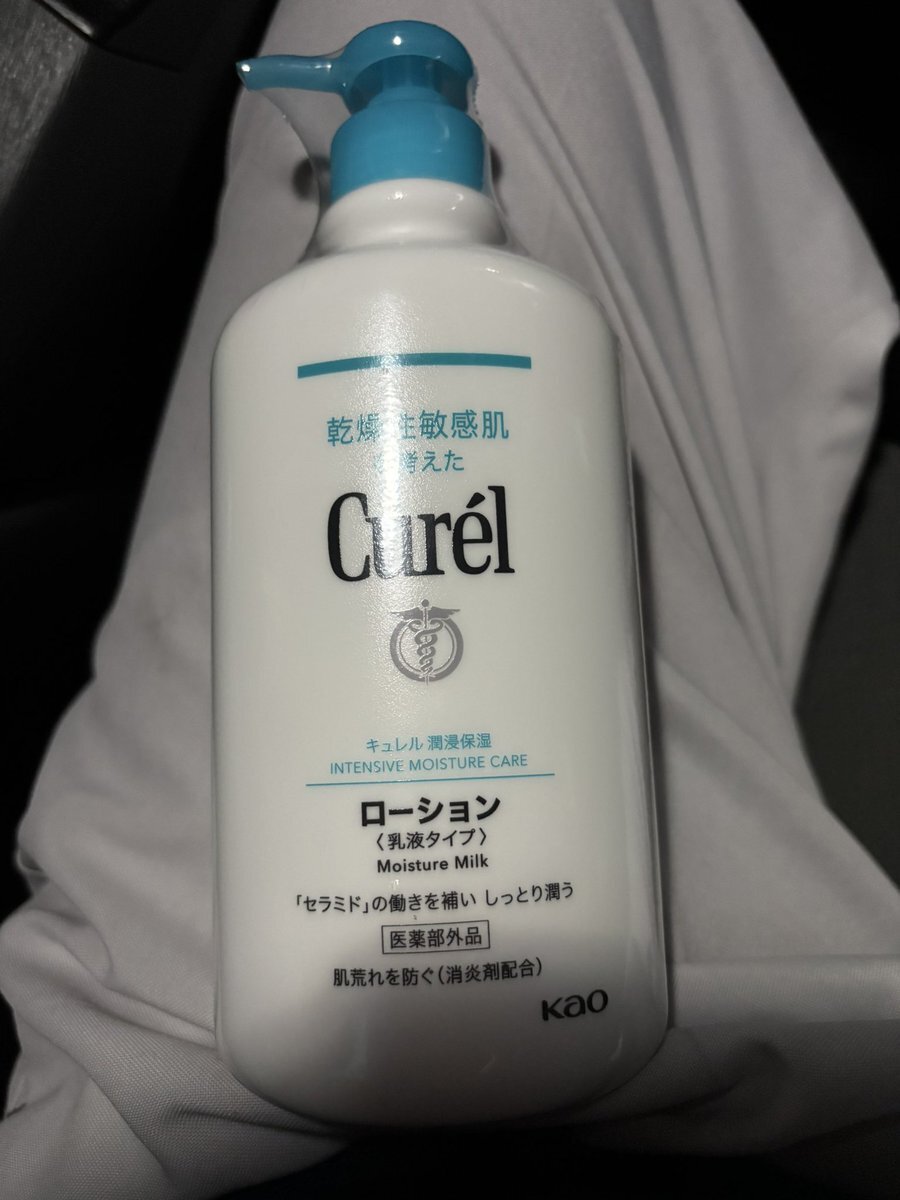 乾燥性敏感肌
を考えた
Curél
キュレル 潤浸保湿
INTENSIVE MOISTURE CARE
ローション
〈乳液タイプ〉
Moisture Milk
「セラミド」の働きを補い しっとり潤う
医薬部外品
肌荒れを防ぐ(消炎剤配合)
Kao